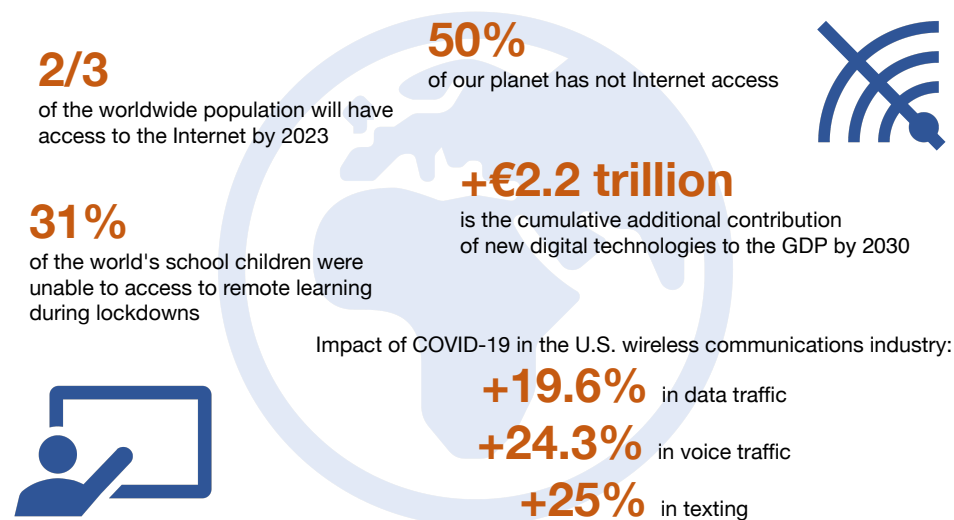 2/3
of the worldwide population will have
access to the Internet by 2023
50%
of our planet has not Internet access
31%
of the world's school children were
unable to access to remote learning
during lockdowns
+€2.2 trillion
is the cumulative additional contribution
of new digital technologies to the GDP by 2030
Impact of COVID-19 in the U.S. wireless communications industry:
+19.6% in data traffic
+24.3% in voice traffic
+25% in texting